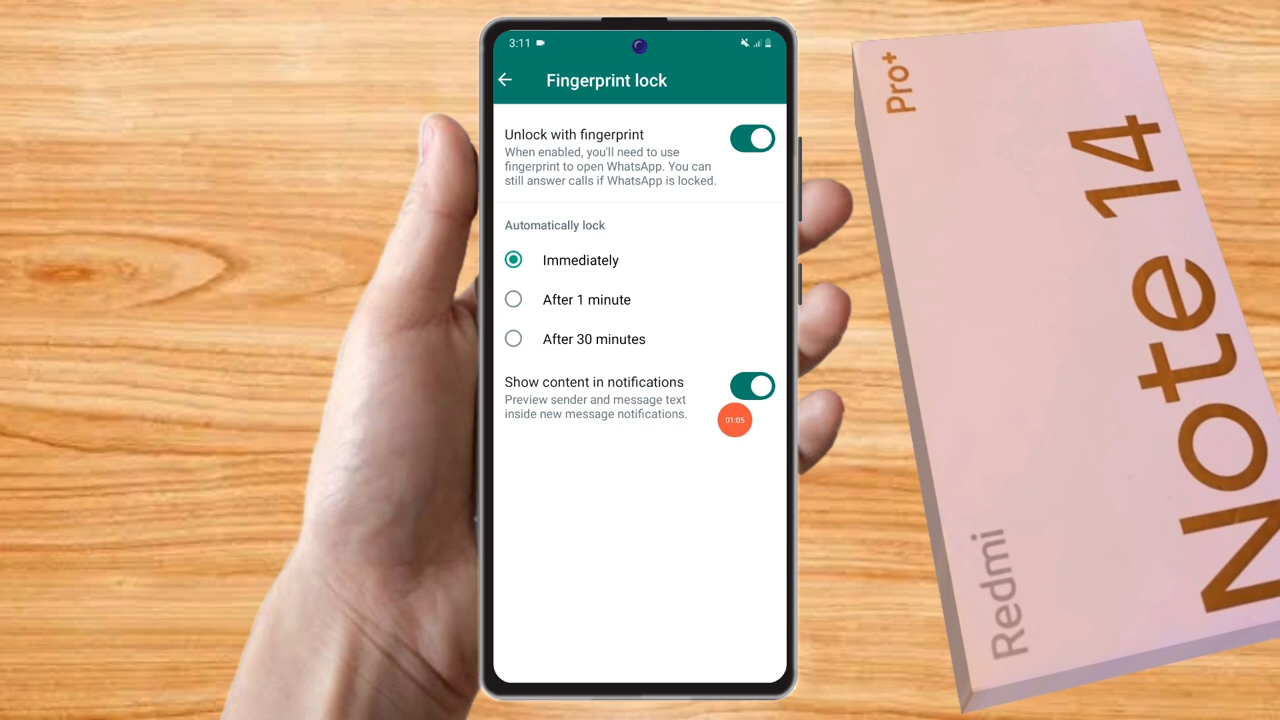 3:11
Fingerprint lock
Unlock with fingerprint
When enabled, you'll need to use
fingerprint to open WhatsApp. You can
still answer calls if WhatsApp is locked.
Automatically lock
Immediately
After 1 minute
After 30 minutes
Show content in notifications
Preview sender and message text
inside new message notifications.
01:05
Redmi
Note 14
Pro+